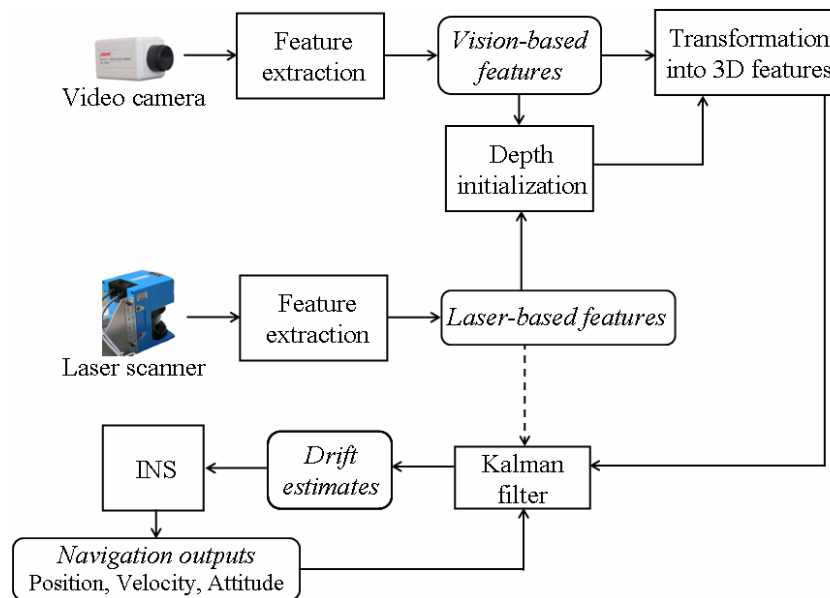 Feature
extraction
Vision-based
features
Transformation
into 3D features
Video camera
Depth
initialization
Feature
extraction
Laser-based features
Laser scanner
INS
Drift
estimates
Kalman
filter
Navigation outputs
Position, Velocity, Attitude